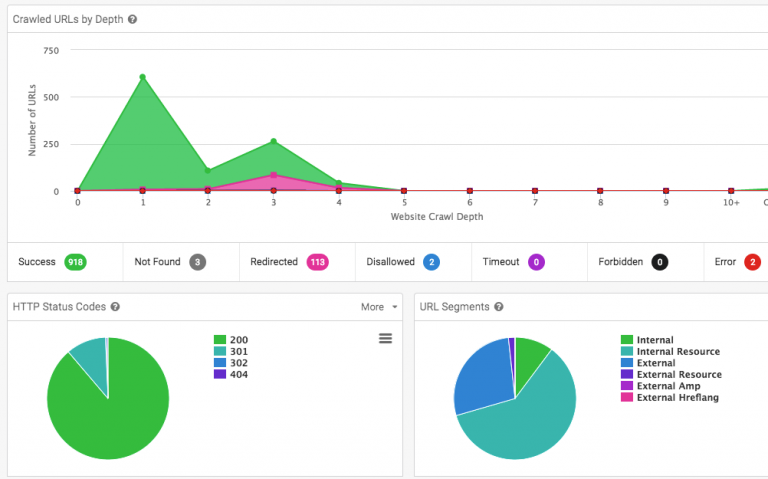 Crawled URLs by Depth ?
750
500
250
0
Number of URLs
0 1 2 3 4 5 6 7 8 9 10+ C
Website Crawl Depth
Success 918 Not Found 3 Redirected 113 Disallowed 2 Timeout 0 Forbidden 0 Error 2
HTTP Status Codes ? More
200
301
302
404
URL Segments ?
Internal
Internal Resource
External
External Resource
External Amp
External Hreflang